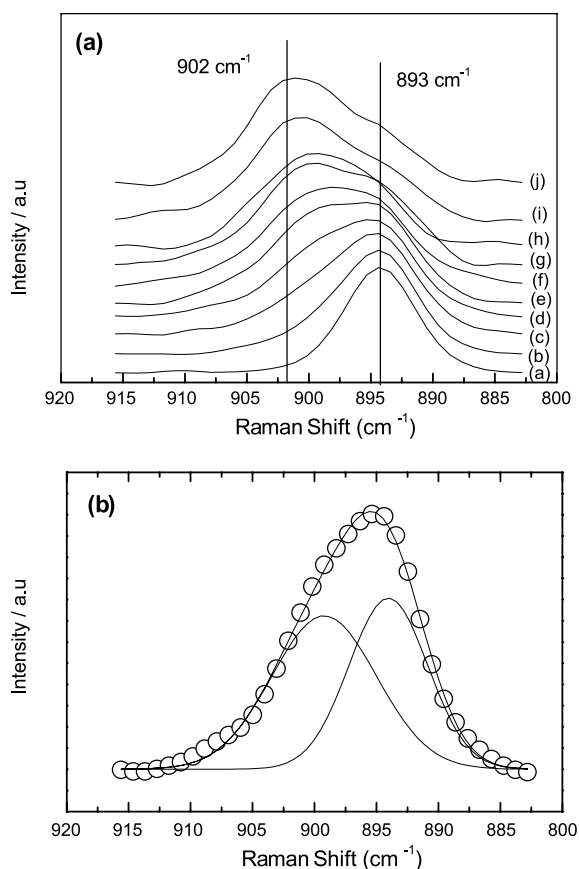 (a)
902 cm-1
893 cm-1
Intensity / a.u
(j)
(i)
(h)
(g)
(f)
(e)
(d)
(c)
(b)
(a)
920 915 910 905 900 895 890 885 800
Raman Shift (cm-1)
(b)
Intensity / a.u
920 915 910 905 900 895 890 885 800
Raman Shift (cm-1)